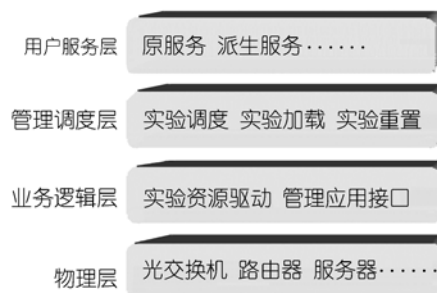 用户服务层 原服务 派生服务······
管理调度层 实验调度 实验加载 实验重置
业务逻辑层 实验资源驱动 管理应用接口
物理层 光交换机 路由器 服务器······